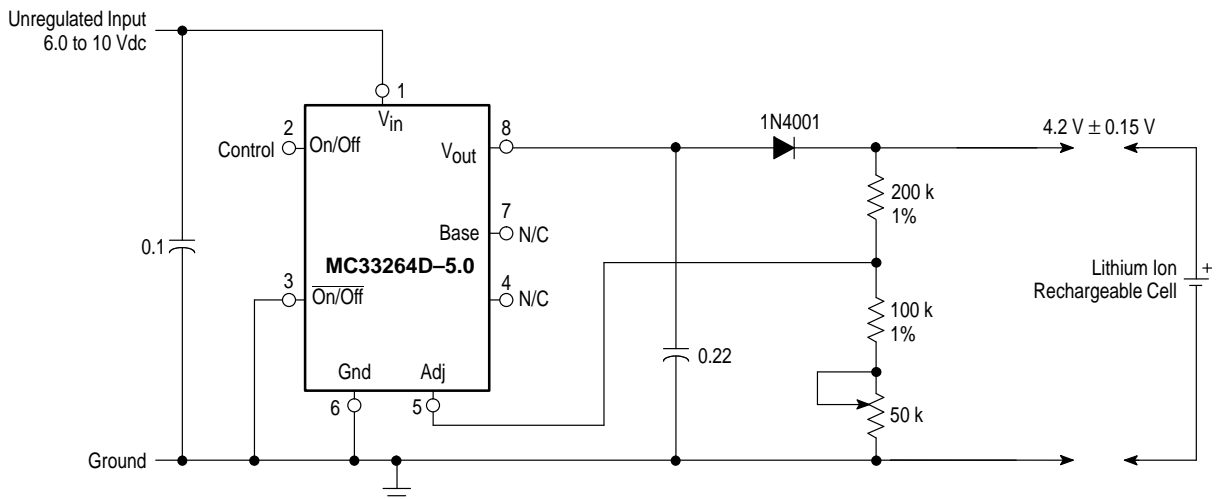 Unregulated Input
6.0 to 10 Vdc
1
Vin
2
Control
On/Off
8
Vout
1N4001
4.2 V ± 0.15 V
200 k
1%
7
Base
N/C
0.1
MC33264D–5.0
3
On/Off
4
N/C
Lithium Ion
Rechargeable Cell
+
100 k
1%
0.22
Gnd
Adj
6
5
50 k
Ground